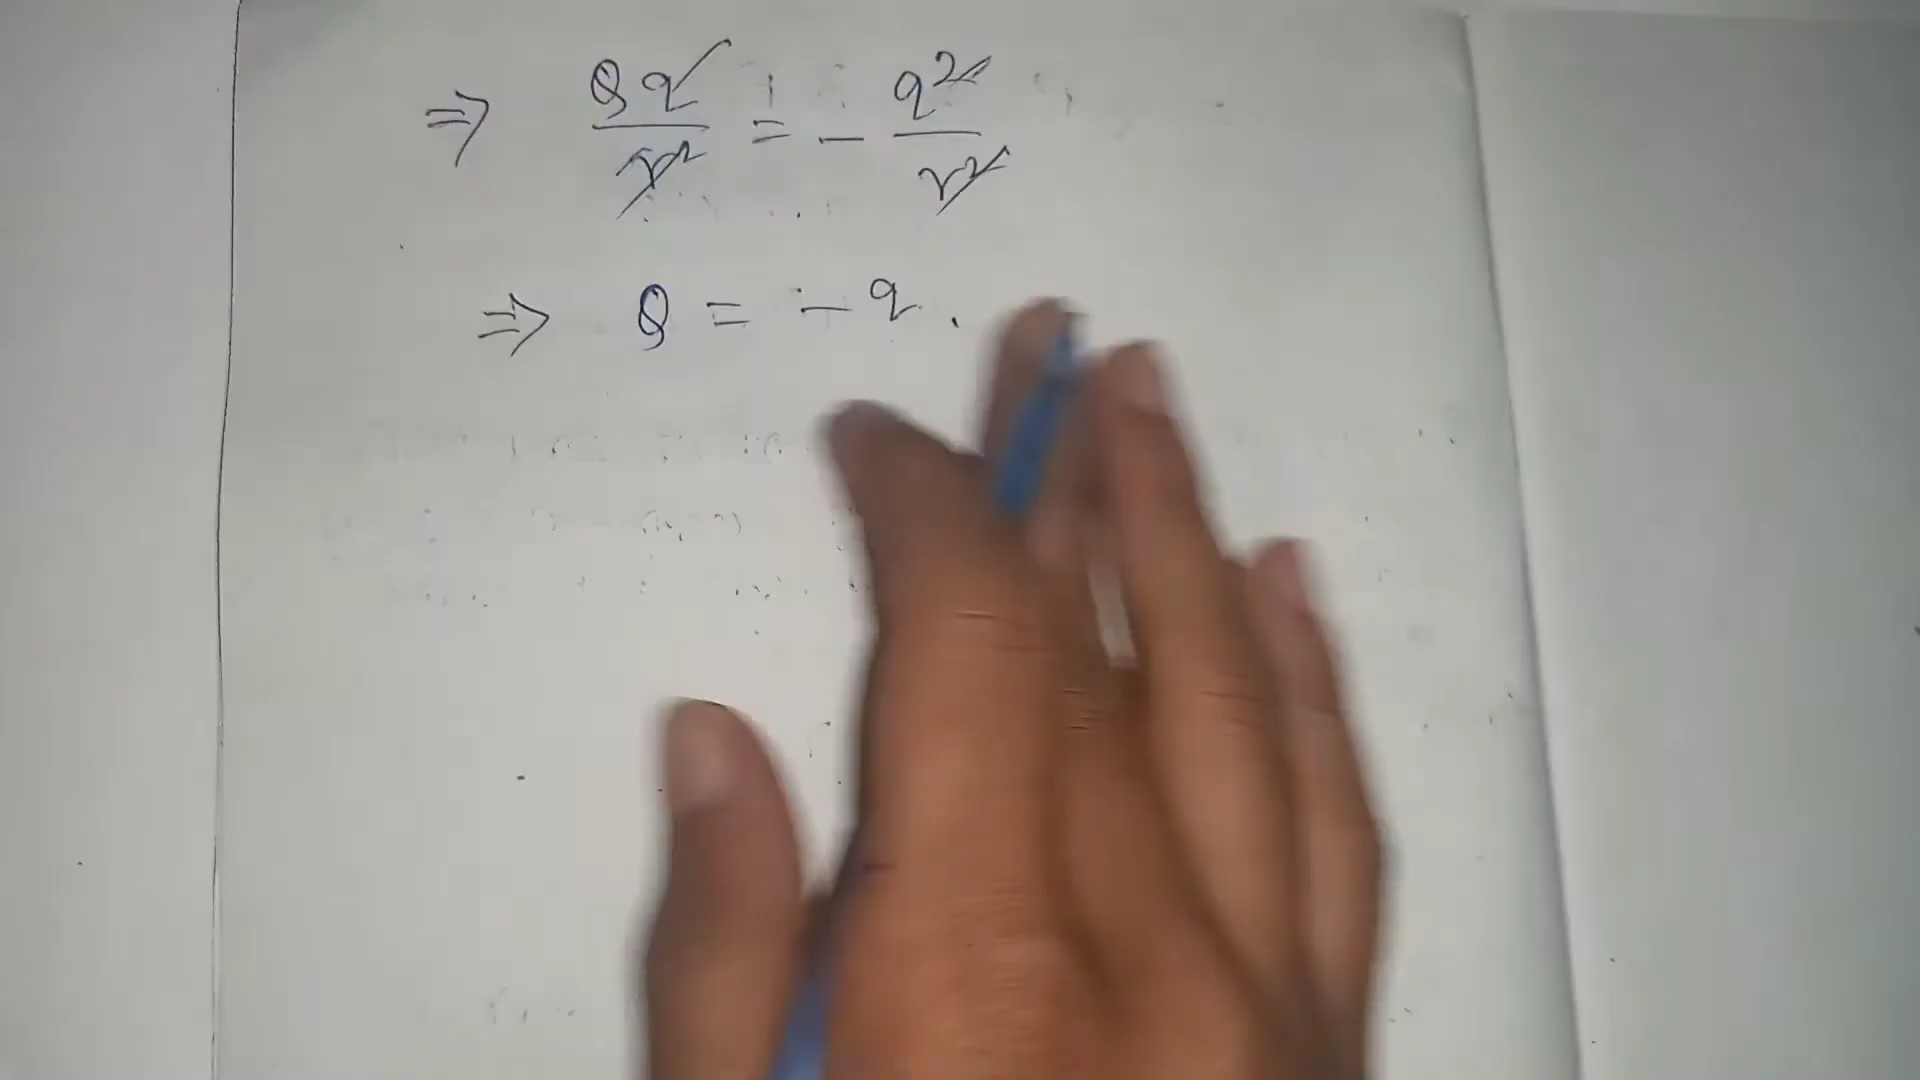 ⇒ Qq/r² = - q²/r²
⇒ Q = - q.